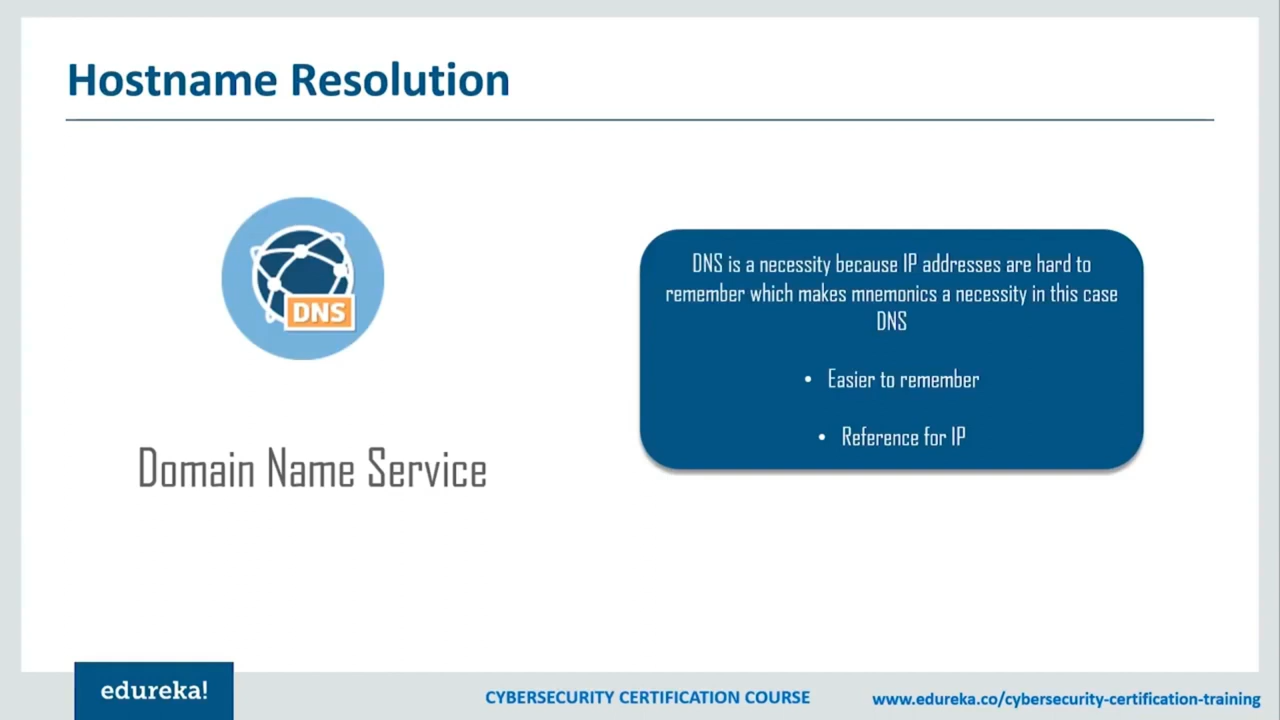 Hostname Resolution
DNS
Domain Name Service
DNS is a necessity because IP addresses are hard to
remember which makes mnemonics a necessity in this case
DNS
• Easier to remember
• Reference for IP
edureka!
CYBERSECURITY CERTIFICATION COURSE
www.edureka.co/cybersecurity-certification-training